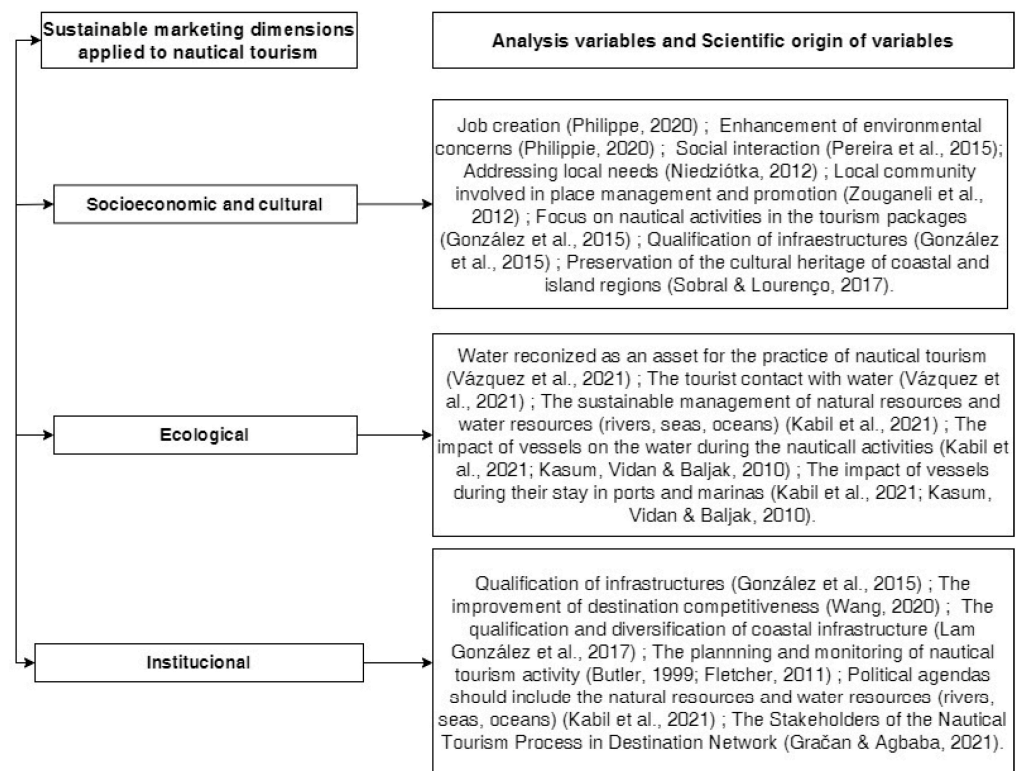 Sustainable marketing dimensions
applied to nautical tourism
Analysis variables and Scientific origin of variables
Socioeconomic and cultural
Job creation (Philippe, 2020) ; Enhancement of environmental
concerns (Philippie, 2020) ; Social interaction (Pereira et al., 2015);
Addressing local needs (Niedziótka, 2012) ; Local community
involved in place management and promotion (Zouganeli et al.,
2012) ; Focus on nautical activities in the tourism packages
(González et al., 2015) ; Qualification of infraestructures (González
et al., 2015) ; Preservation of the cultural heritage of coastal and
island regions (Sobral & Lourenço, 2017).
Ecological
Water reconized as an asset for the practice of nautical tourism
(Vázquez et al., 2021) ; The tourist contact with water (Vázquez et
al., 2021) ; The sustainable management of natural resources and
water resources (rivers, seas, oceans) (Kabil et al., 2021) ; The
impact of vessels on the water during the nauticall activities (Kabil et
al., 2021; Kasum, Vidan & Baljak, 2010) ; The impact of vessels
during their stay in ports and marinas (Kabil et al., 2021; Kasum,
Vidan & Baljak, 2010).
Institucional
Qualification of infrastructures (González et al., 2015) ; The
improvement of destination competitiveness (Wang, 2020) ; The
qualification and diversification of coastal infrastructure (Lam
González et al., 2017) ; The plannning and monitoring of nautical
tourism activity (Butler, 1999; Fletcher, 2011) ; Political agendas
should include the natural resources and water resources (rivers,
seas, oceans) (Kabil et al., 2021) ; The Stakeholders of the Nautical
Tourism Process in Destination Network (Gračan & Agbaba, 2021).